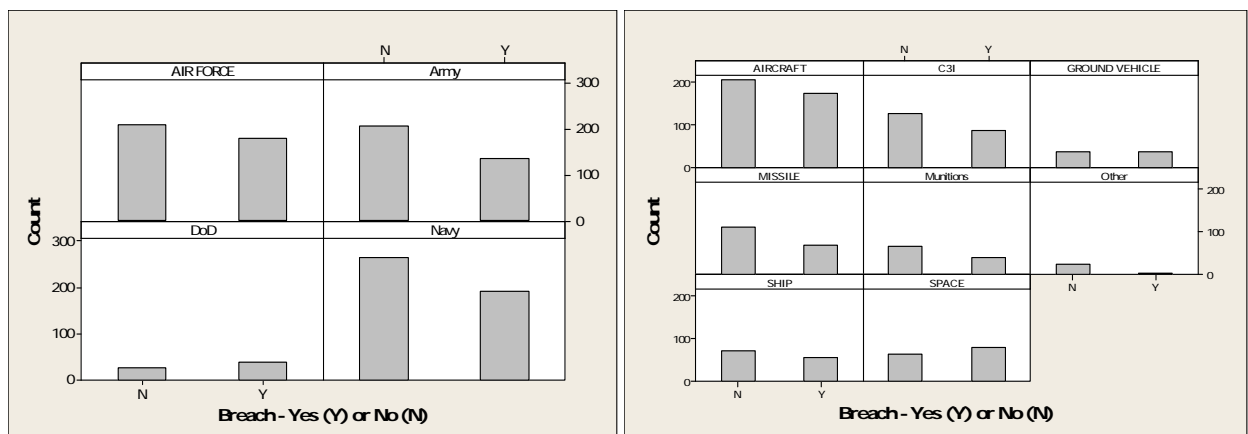 N Y
AIR FORCE Army
300
200
100
0
DoD Navy
300
200
100
0
N Y
Count
Breach - Yes (Y) or No (N)
N Y
AIRCRAFT C3I GROUND VEHICLE
200
100
0
MISSILE Munitions Other
200
100
0
SHIP SPACE
N Y
200
100
0
N Y
Count
Breach - Yes (Y) or No (N)